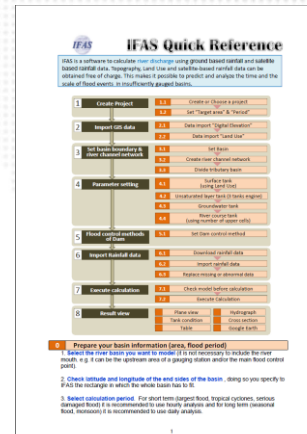 IFAS
IFAS Quick Reference
IFAS is a software to calculate river discharge using ground based rainfall and satellite
based rainfall data. Topography, Land Use and satellite-based rainfall data can be
obtained free of charge. This makes it possible to predict and analyze the time and the
scale of flood events in insufficiently gauged basins.
1 Create Project
1.1 Create or Choose a project
1.2 Set "Target area" & "Period"
2 Import GIS data
2.1 Data Import "Digital Elevation"
2.2 Data Import "Land Use"
3 Set basin boundary &
river channel network
3.1 Set Basin
3.2 Create river channel network
3.3 Divide tributary basin
4 Parameter setting
4.1 Surface tank
(using Land Use)
4.2 Unsaturated layer tank (3-tanks engine)
4.3 Groundwater tank
4.4 River course tank
(using number of upper cells)
5 Flood control methods
of Dam
5.1 Set Dam control method
6 Import Rainfall data
6.1 Download rainfall data
6.2 Import rainfall data
6.3 Replace missing or abnormal data
7 Execute calculation
7.1 Check model before calculation
7.2 Execute Calculation
8 Result view
Plane view
Hydrograph
Tank condition
Cross section
Table
Google Earth
0 Prepare your basin information (area, flood period)
1. Select the river basin you want to model (it is not necessary to include the river
mouth, e.g. it can be the upstream area of a gauging station and/or the main flood control
point).
2. Check latitude and longitude of the end sides of the basin, doing so you specify to
IFAS the rectangle in which the whole basin has to fit.
3. Select calculation period. For short term (largest flood, tropical cyclones, serious
damaged flood) it is recommended to use hourly analysis and for long term (seasonal
flood, monsoon) it is recommended to use daily analysis.
1